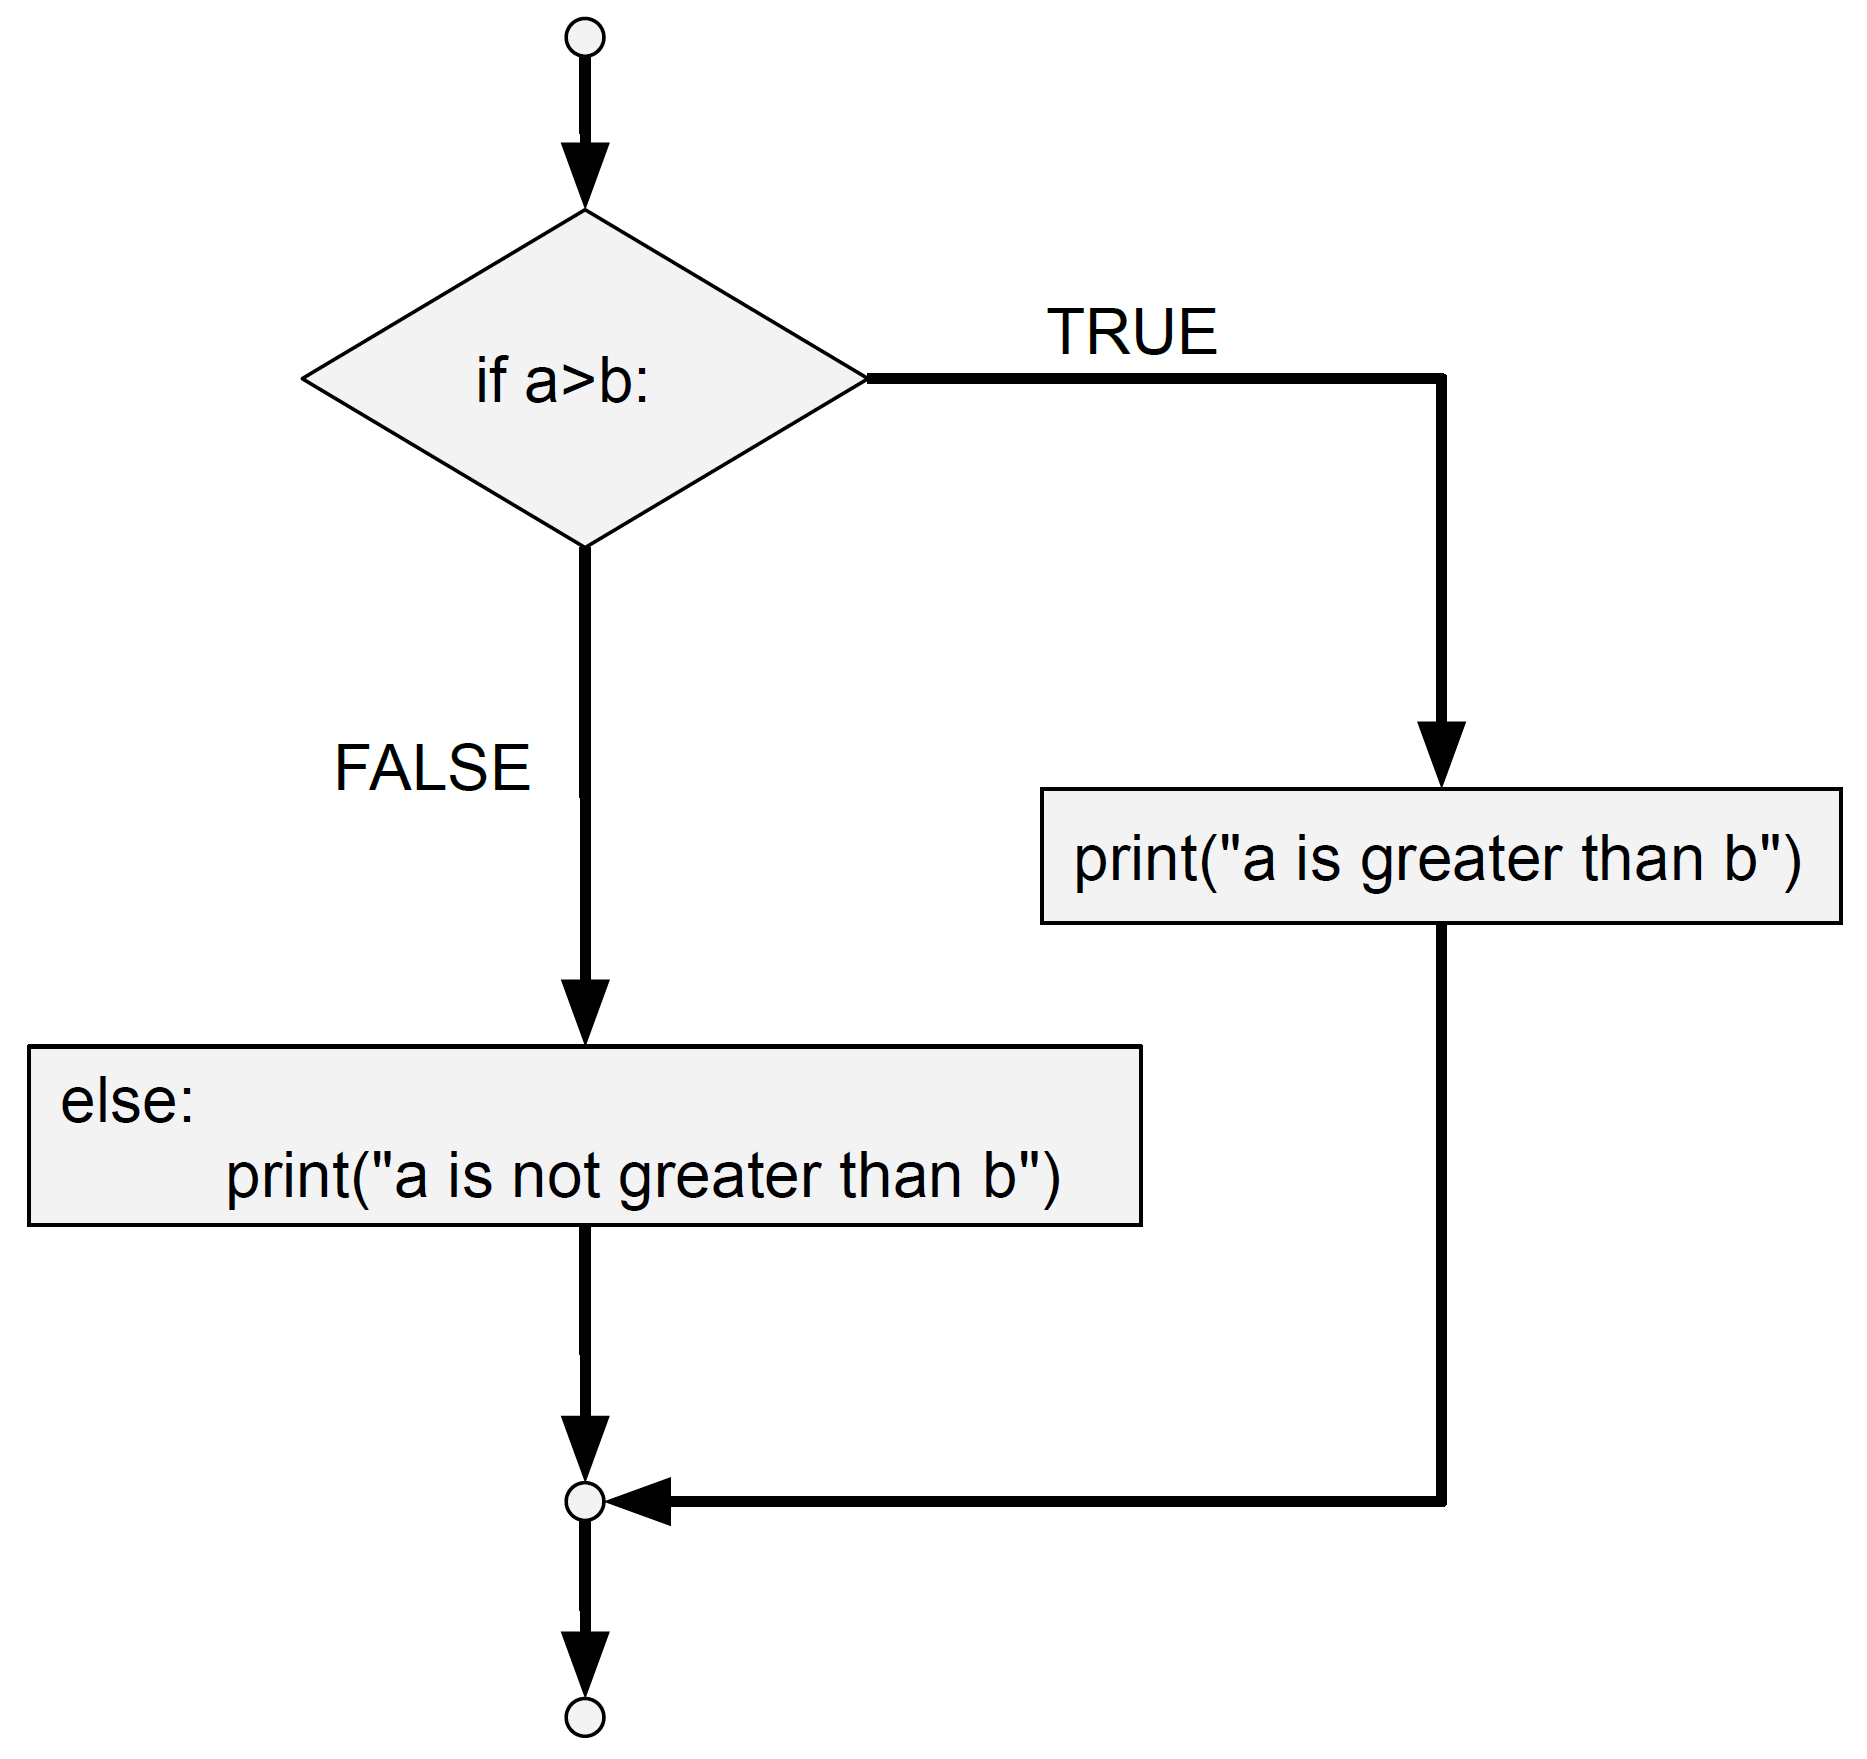 if a>b:
TRUE
FALSE
print("a is greater than b")
else:
print("a is not greater than b")